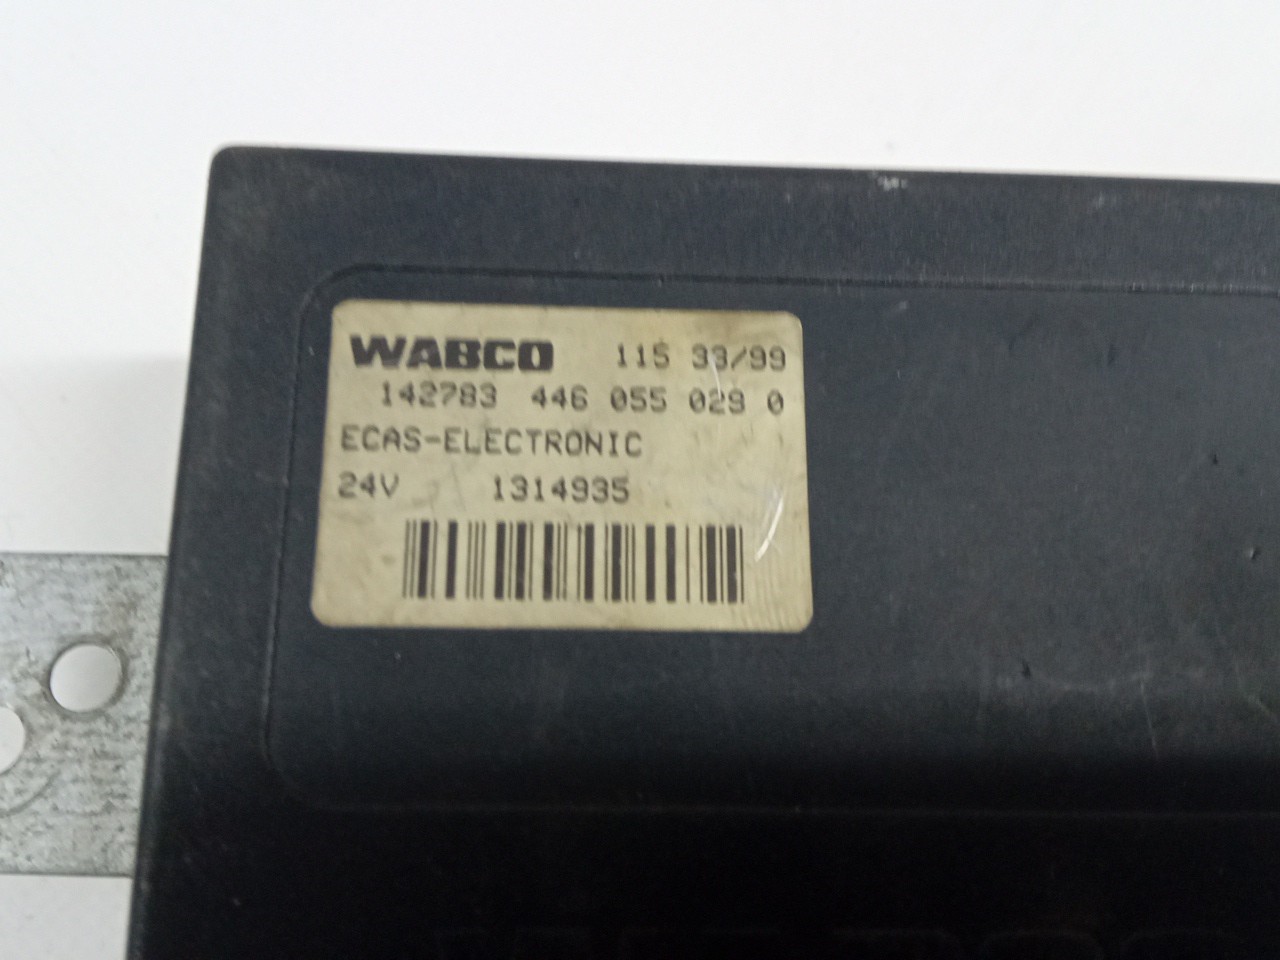 WABCO 115 33/99
142783 446 055 029 0
ECAS-ELECTRONIC
24V 1314935